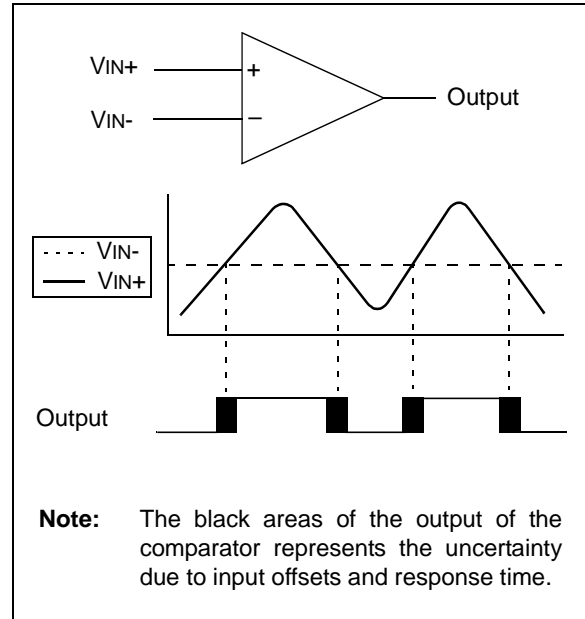 VIN+
+
Output
VIN-
–
VIN-
VIN+
Output
Note: The black areas of the output of the
comparator represents the uncertainty
due to input offsets and response time.